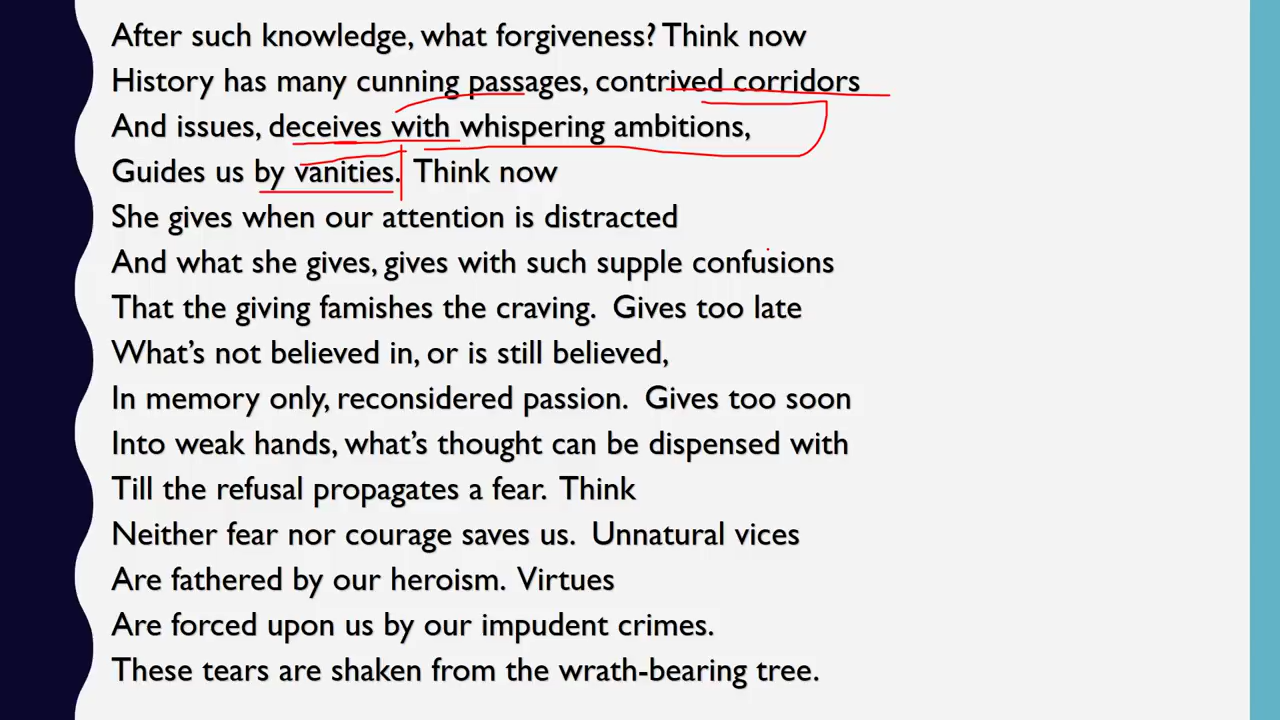 After such knowledge, what forgiveness? Think now
History has many cunning passages, contrived corridors
And issues, deceives with whispering ambitions,
Guides us by vanities. Think now
She gives when our attention is distracted
And what she gives, gives with such supple confusions
That the giving famishes the craving. Gives too late
What’s not believed in, or is still believed,
In memory only, reconsidered passion. Gives too soon
Into weak hands, what’s thought can be dispensed with
Till the refusal propagates a fear. Think
Neither fear nor courage saves us. Unnatural vices
Are fathered by our heroism. Virtues
Are forced upon us by our impudent crimes.
These tears are shaken from the wrath-bearing tree.